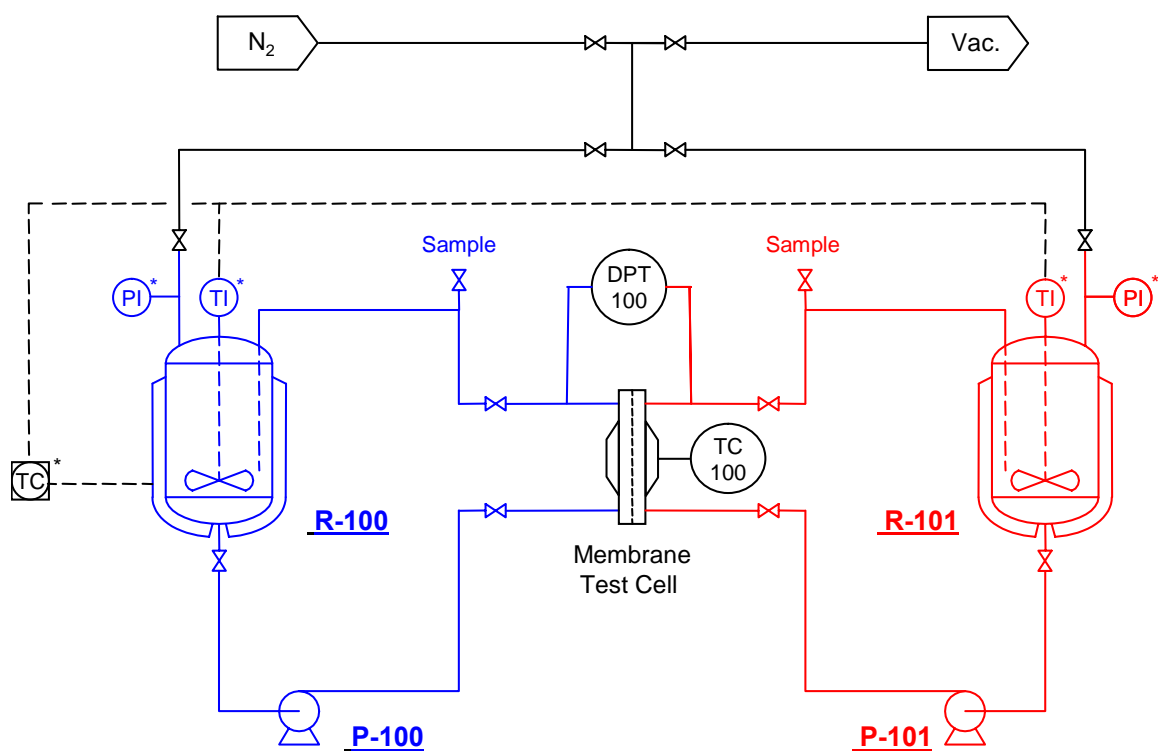 N₂
Vac.
Sample
Sample
PI *
TI *
DPT
100
TI *
PI *
TC *
TC
100
R-100
R-101
Membrane
Test Cell
P-100
P-101